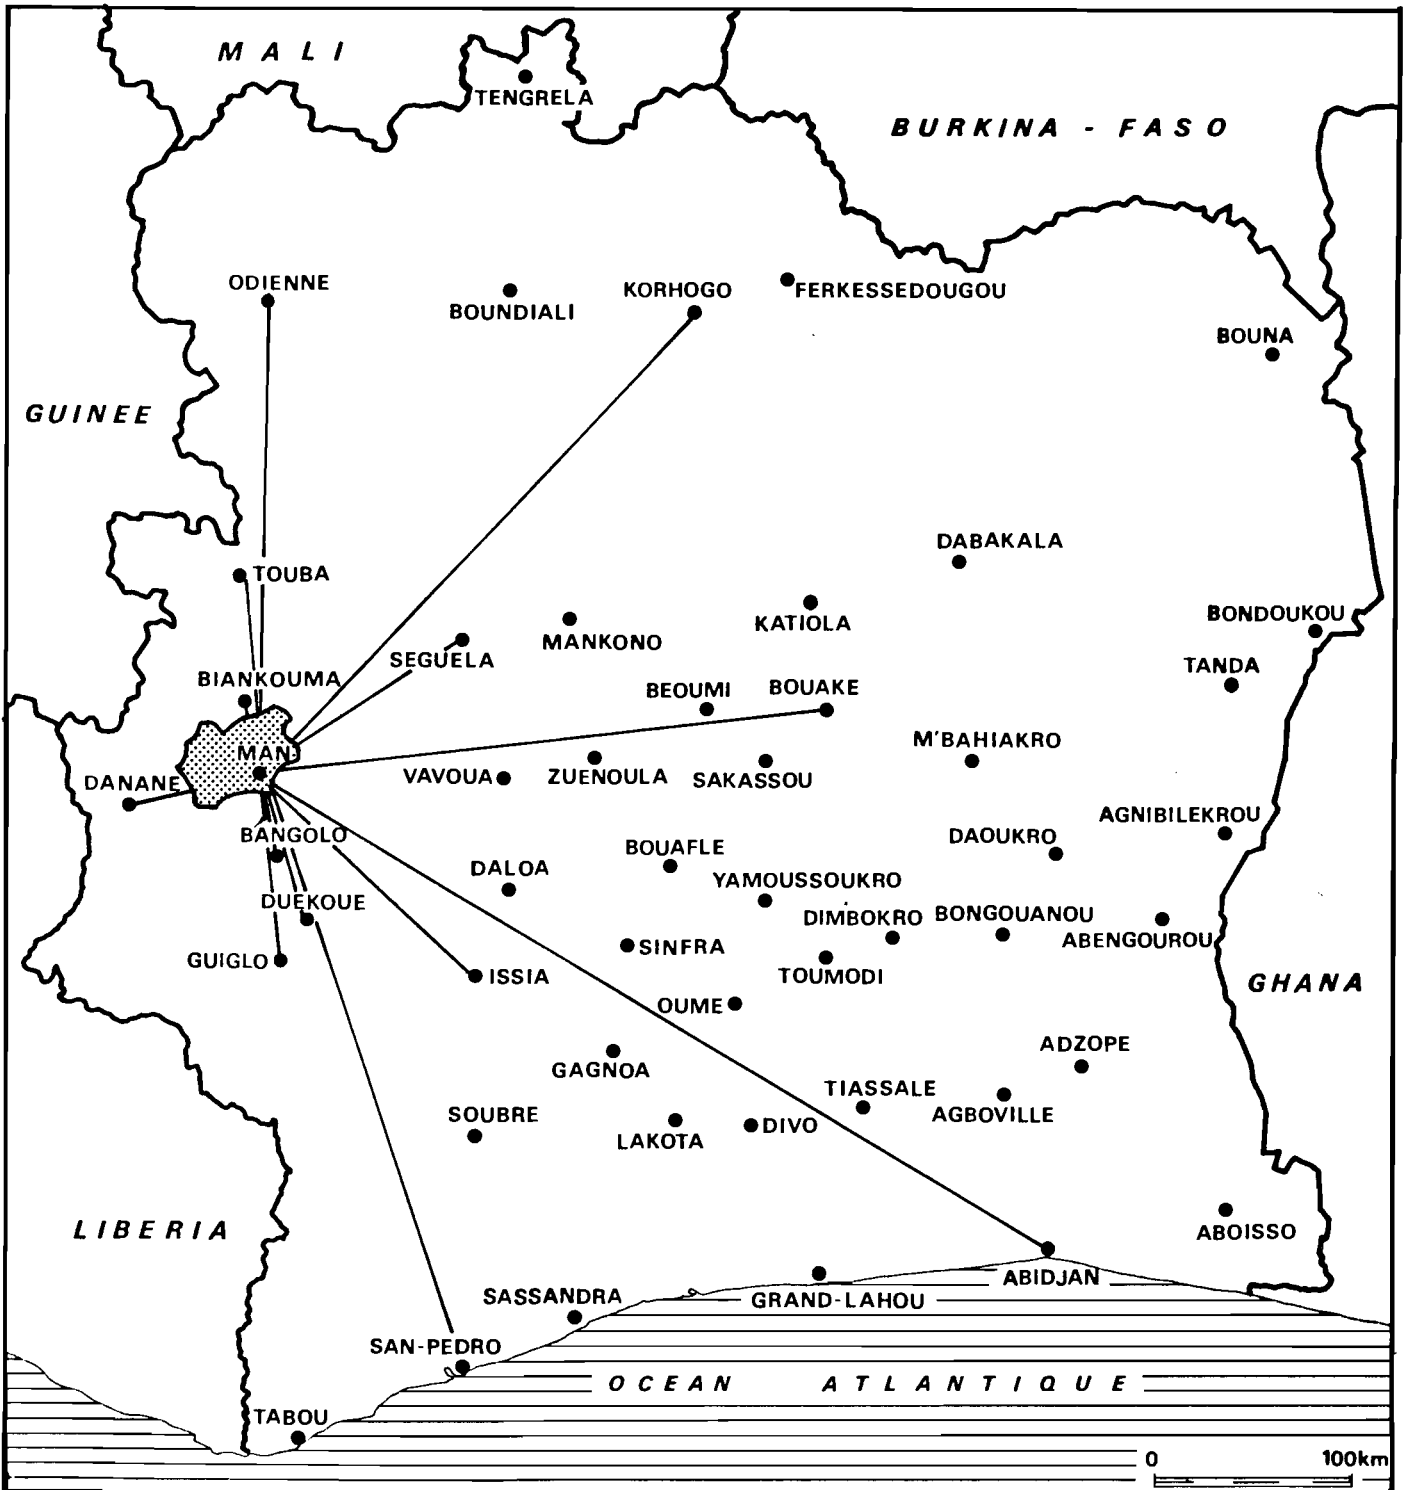 MALI
TENGRELA
BURKINA - FASO
ODIENNE
BOUNDIALI
KORHOGO
FERKESSEDOUGOU
BOUNA
GUINEE
TOUBA
DABAKALA
KATIOLA
BONDOUKOU
MANKONO
SEGUELA
TANDA
BIANKOUMA
BEOUMI
BOUAKE
MAN
M'BAHIAKRO
DANANE
VAVOUA
ZUENOULA
SAKASSOU
AGNIBILEKROU
BANGOLO
DAOUKRO
BOUAFLE
DALOA
YAMOUSSOUKRO
DUEKOUE
DIMBOKRO
BONGOUANOU
ABENGOUROU
SINFRA
GUIGLO
ISSIA
TOUMODI
GHANA
OUME
ADZOPE
GAGNOA
TIASSALE
AGBOVILLE
SOUBRE
LAKOTA
DIVO
LIBERIA
ABOISSO
ABIDJAN
SASSANDRA
GRAND-LAHOU
SAN-PEDRO
OCEAN ATLANTIQUE
TABOU
0 100km